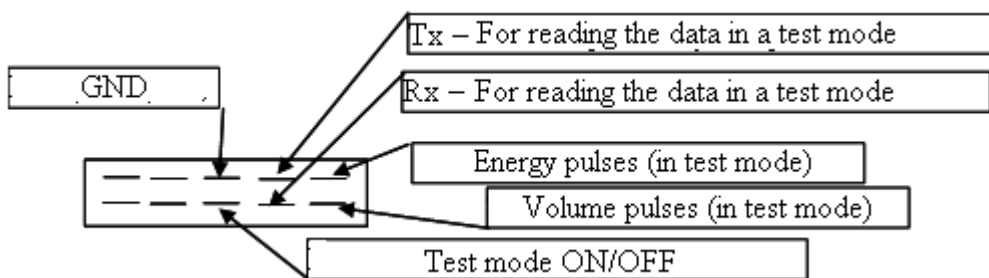 Tx – For reading the data in a test mode
GND
Rx – For reading the data in a test mode
Energy pulses (in test mode)
Volume pulses (in test mode)
Test mode ON/OFF